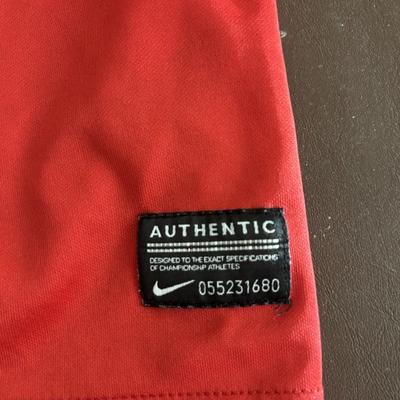 AUTHENTIC
DESIGNED TO THE EXACT SPECIFICATIONS
OF CHAMPIONSHIP ATHLETES
055231680